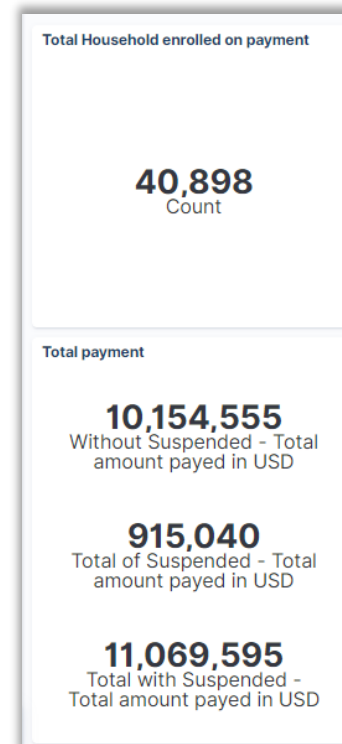 Total Household enrolled on payment
40,898
Count
Total payment
10,154,555
Without Suspended - Total
amount payed in USD
915,040
Total of Suspended - Total
amount payed in USD
11,069,595
Total with Suspended -
Total amount payed in USD